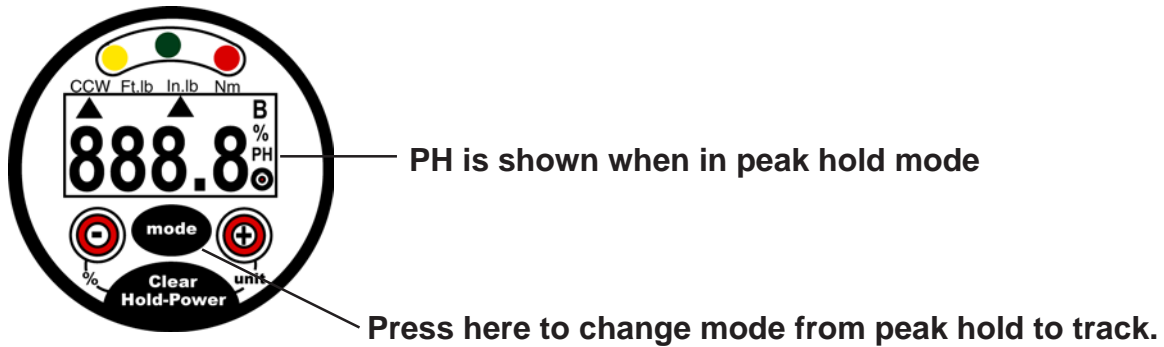 CCW Ft.lb In.lb Nm
B
%
888.8 PH
PH is shown when in peak hold mode
- mode +
% Clear unit
Hold-Power
Press here to change mode from peak hold to track.